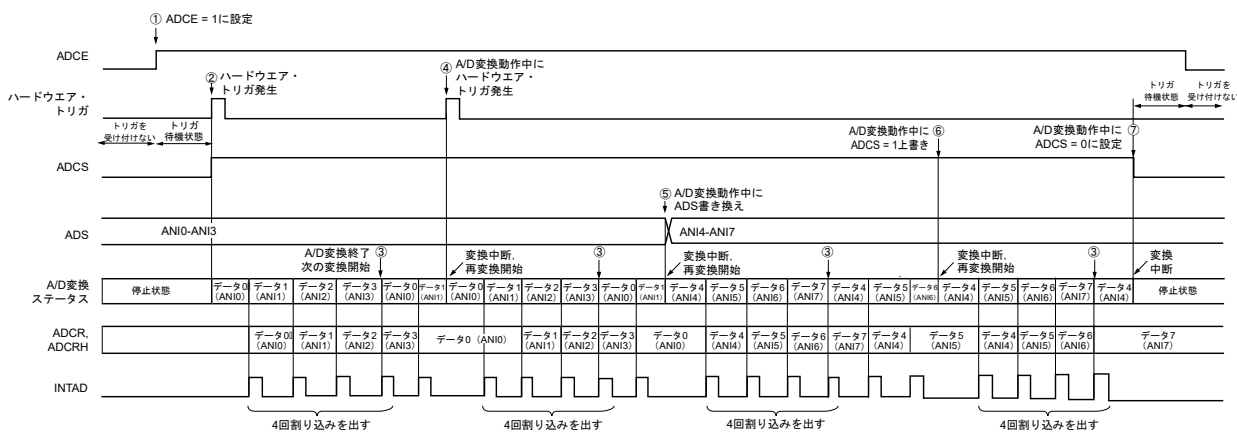 ① ADCE = 1に設定
ADCE
② ハードウエア・
トリガ発生
④ A/D変換動作中に
ハードウエア・
トリガ発生
ハードウエア・
トリガ
トリガを
受け付けない
トリガ
待機状態
トリガ
待機状態
トリガを
受け付けない
A/D変換動作中に ⑥
ADCS = 1上書き
A/D変換動作中に ⑦
ADCS = 0に設定
ADCS
⑤ A/D変換動作中に
ADS書き換え
ADS
ANI0-ANI3
ANI4-ANI7
A/D変換終了 ③
次の変換開始
変換中断,
再変換開始
③
変換中断,
再変換開始
③
変換中断,
再変換開始
③
変換
中断
A/D変換
ステータス
停止状態
データ0 データ1 データ2 データ3 データ0 データ1 データ0 データ1 データ2 データ3 データ0 データ1 データ4 データ5 データ6 データ7 データ4 データ5 データ6 データ4 データ5 データ6 データ7 データ4
(ANI0) (ANI1) (ANI2) (ANI3) (ANI0) (ANI1) (ANI0) (ANI1) (ANI2) (ANI3) (ANI0) (ANI1) (ANI4) (ANI5) (ANI6) (ANI7) (ANI4) (ANI5) (ANI6) (ANI4) (ANI5) (ANI6) (ANI7) (ANI4)
停止状態
ADCR,
ADCRH
データ0 データ1 データ2 データ3 データ0 (ANI0) データ1 データ2 データ3 データ0 データ4 データ5 データ6 データ7 データ4 データ5 データ4 データ5 データ6 データ7
(ANI0) (ANI1) (ANI2) (ANI3) (ANI1) (ANI2) (ANI3) (ANI0) (ANI4) (ANI5) (ANI6) (ANI7) (ANI4) (ANI5) (ANI4) (ANI5) (ANI6) (ANI7)
INTAD
4回割り込みを出す
4回割り込みを出す
4回割り込みを出す
4回割り込みを出す